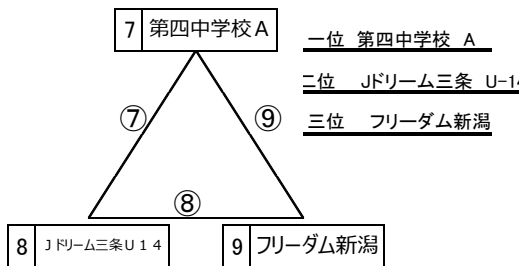 7 第四中学校A
一位 第四中学校 A
二位 Jドリーム三条 U-14
三位 フリーダム新潟
⑦
⑨
⑧
8 Jドリーム三条U14
9 フリーダム新潟